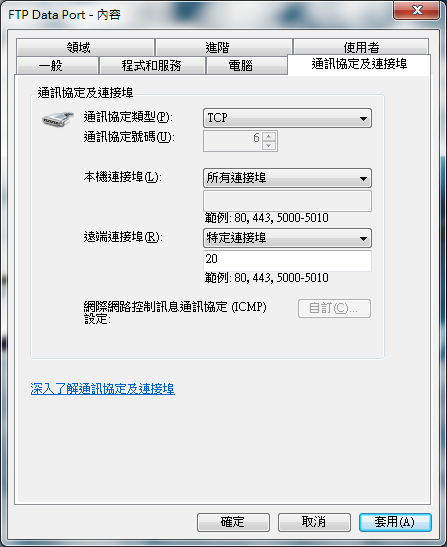 FTP Data Port - 內容
領域 進階 使用者
一般 程式和服務 電腦 通訊協定及連接埠
通訊協定及連接埠
通訊協定類型(P): TCP
通訊協定號碼(U): 6
本機連接埠(L): 所有連接埠
範例: 80, 443, 5000-5010
遠端連接埠(R): 特定連接埠
20
範例: 80, 443, 5000-5010
網際網路控制訊息通訊協定 (ICMP)
設定:
自訂(C)...
深入了解通訊協定及連接埠
確定 取消 套用(A)